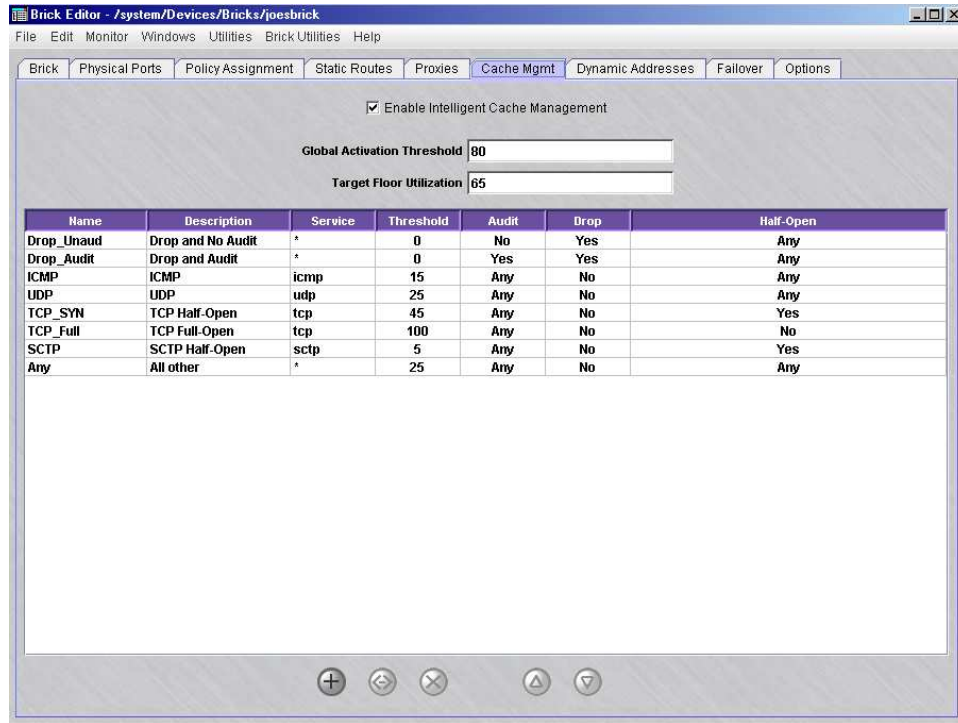 Brick Editor - /system/Devices/Bricks/joesbrick
File Edit Monitor Windows Utilities Brick Utilities Help
Brick Physical Ports Policy Assignment Static Routes Proxies Cache Mgmt Dynamic Addresses Failover Options
Enable Intelligent Cache Management
Global Activation Threshold 80
Target Floor Utilization 65
Name Description Service Threshold Audit Drop Half-Open
Drop_Unaud Drop and No Audit * 0 No Yes Any
Drop_Audit Drop and Audit * 0 Yes Yes Any
ICMP ICMP icmp 15 Any No Any
UDP UDP udp 25 Any No Any
TCP_SYN TCP Half-Open tcp 45 Any No Yes
TCP_Full TCP Full-Open tcp 100 Any No No
SCTP SCTP Half-Open sctp 5 Any No Yes
Any All other * 25 Any No Any